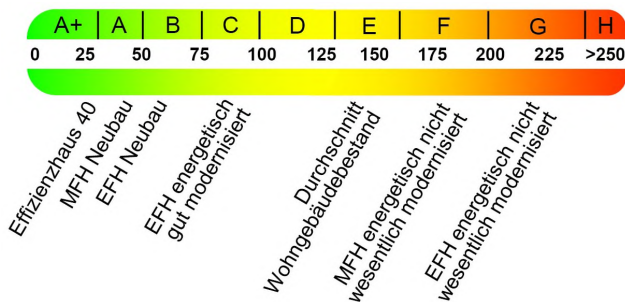 A+ A B C D E F G H
0 25 50 75 100 125 150 175 200 225 >250
Effizienzhaus 40
MFH Neubau
EFH Neubau
EFH energetisch
gut modernisiert
Durchschnitt
Wohngebäudebestand
MFH energetisch nicht
wesentlich modernisiert
EFH energetisch nicht
wesentlich modernisiert